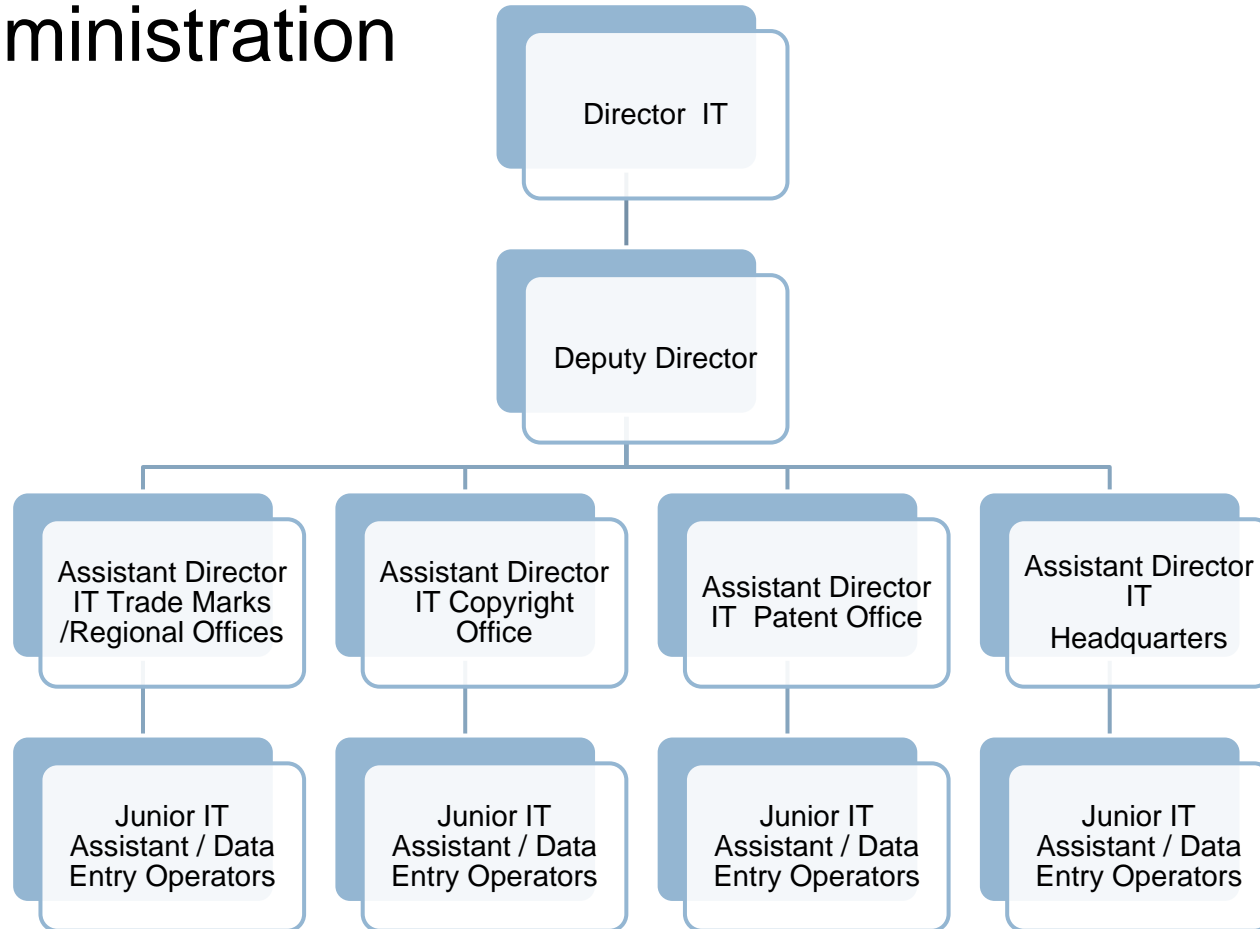 ministration
Director IT
Deputy Director
Assistant Director
IT Trade Marks
/Regional Offices
Assistant Director
IT Copyright
Office
Assistant Director
IT Patent Office
Assistant Director
IT
Headquarters
Junior IT
Assistant / Data
Entry Operators
Junior IT
Assistant / Data
Entry Operators
Junior IT
Assistant / Data
Entry Operators
Junior IT
Assistant / Data
Entry Operators